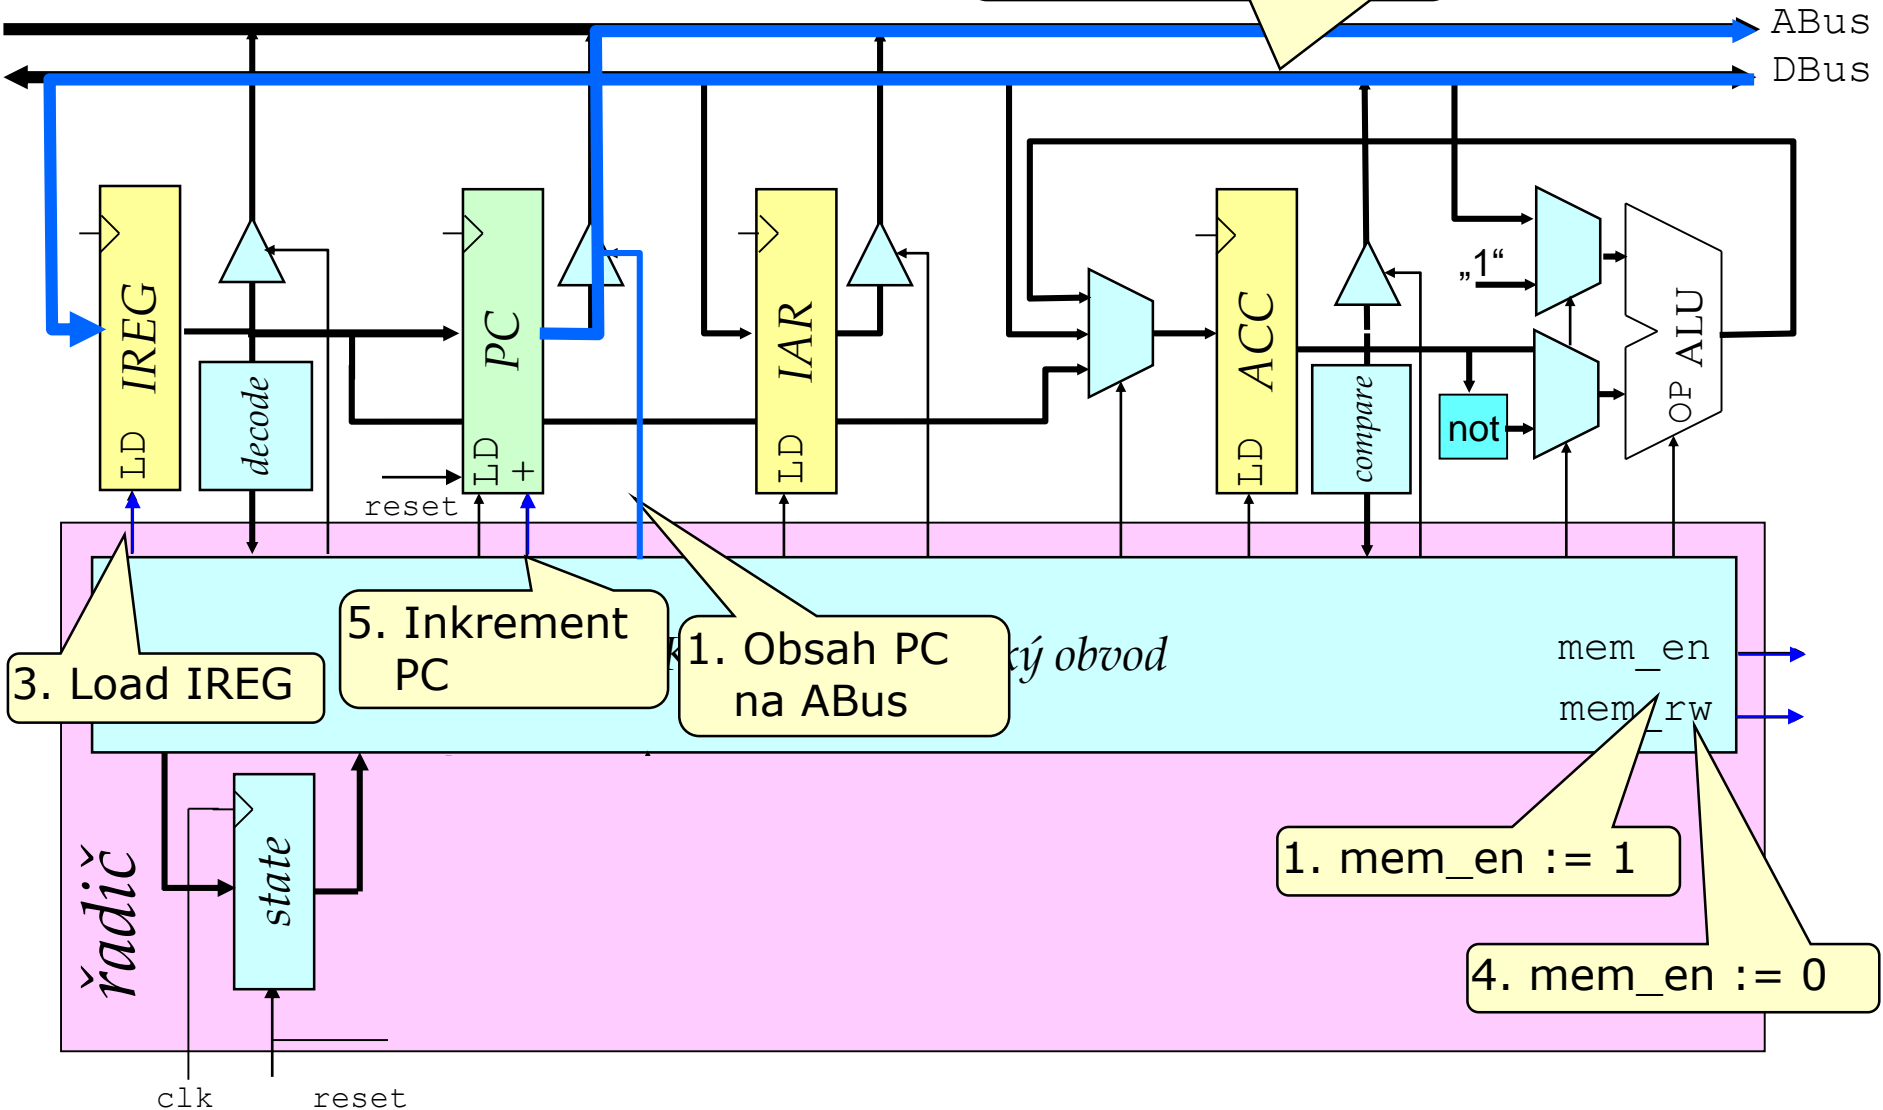 ABus
DBus
IREG
LD
decode
PC
LD
+
reset
IAR
LD
ACC
LD
compare
„1“
not
ALU
OP
3. Load IREG
5. Inkrement
PC
1. Obsah PC
na ABus
ký obvod
mem_en
mem_rw
1. mem_en := 1
4. mem_en := 0
řadič
state
clk
reset